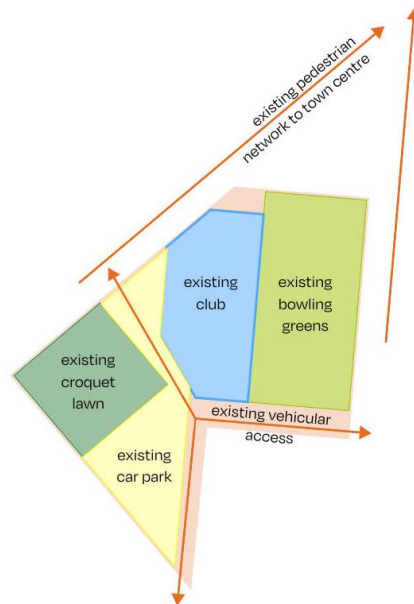 existing pedestrian
network to town centre
existing
club
existing
bowling
greens
existing
croquet
lawn
existing vehicular
access
existing
car park